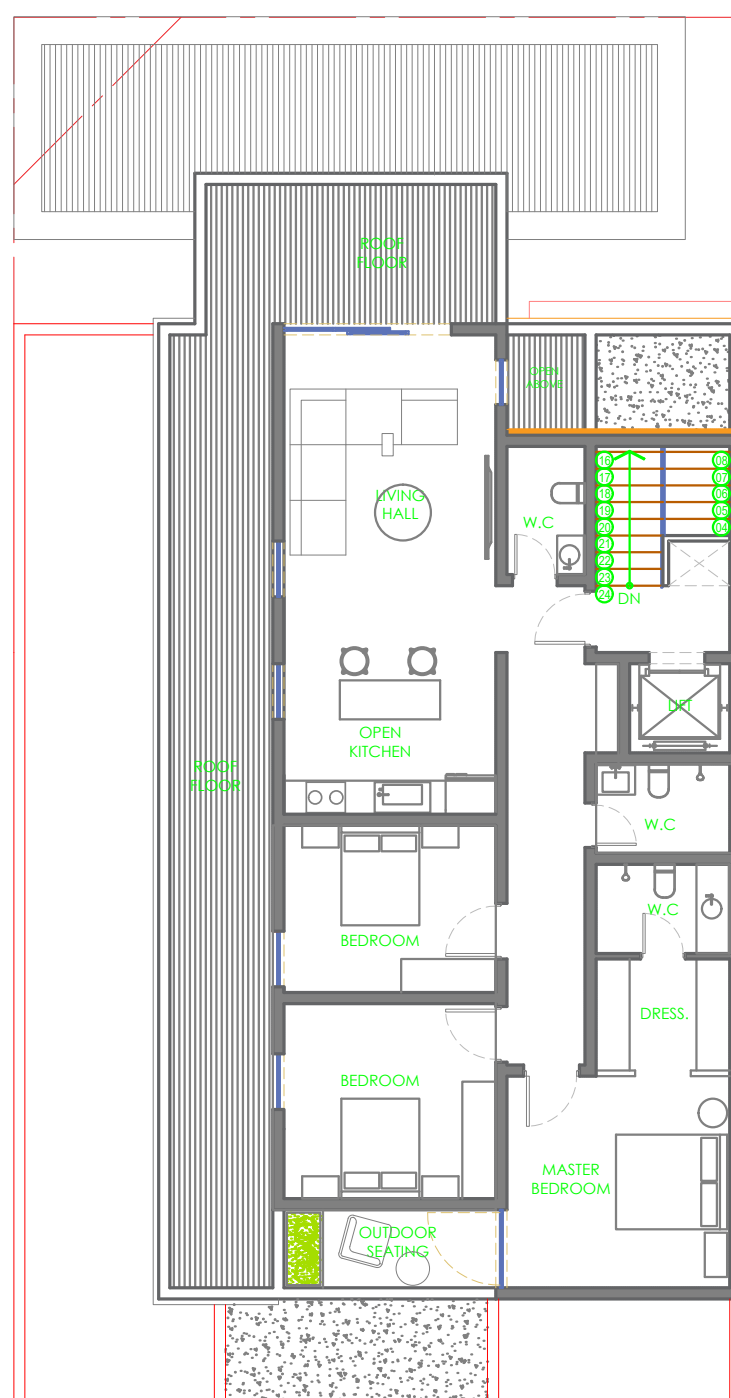 ROOF
FLOOR
OPEN
ABOVE
LIVING
HALL
W.C
16
17
18
19
20
21
22
23
24
08
07
06
05
04
DN
LIFT
OPEN
KITCHEN
ROOF
FLOOR
W.C
W.C
BEDROOM
DRESS.
BEDROOM
MASTER
BEDROOM
OUTDOOR
SEATING